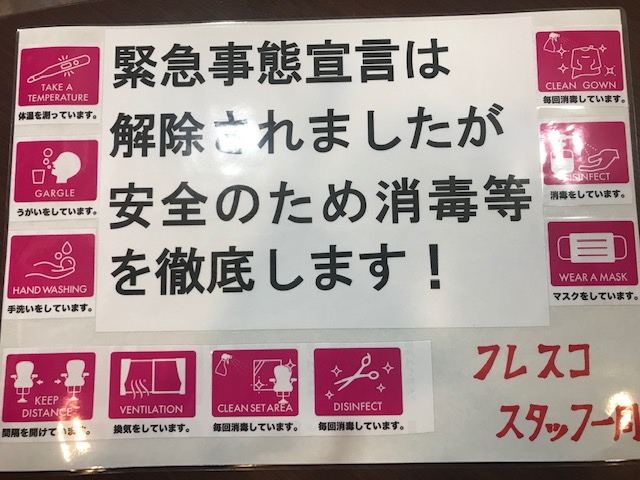 緊急事態宣言は
解除されましたが
安全のため消毒等
を徹底します！
TAKE A
TEMPERATURE
体温を測っています。
GARGLE
うがいをしています。
HAND WASHING
手洗いをしています。
CLEAN GOWN
毎回消毒しています。
DISINFECT
消毒をしています。
WEAR A MASK
マスクをしています。
KEEP
DISTANCE
間隔を開けています。
VENTILATION
換気をしています。
CLEAN SET AREA
毎回消毒しています。
DISINFECT
毎回消毒しています。
フレスコ
スタッフ一同